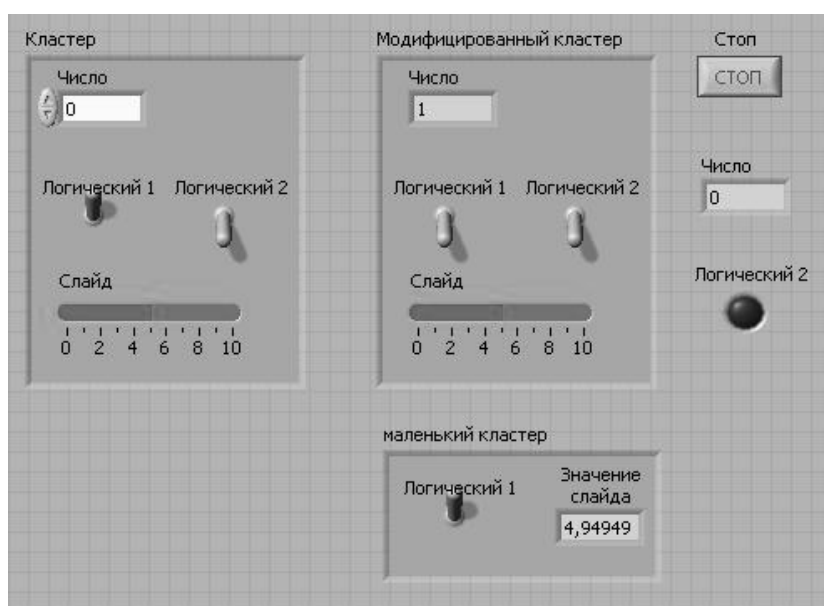 Кластер
Число
0
Логический 1 Логический 2
Слайд
0 2 4 6 8 10
Модифицированный кластер
Число
1
Логический 1 Логический 2
Слайд
0 2 4 6 8 10
Стоп
СТОП
Число
0
Логический 2
маленький кластер
Логический 1
Значение
слайда
4,94949